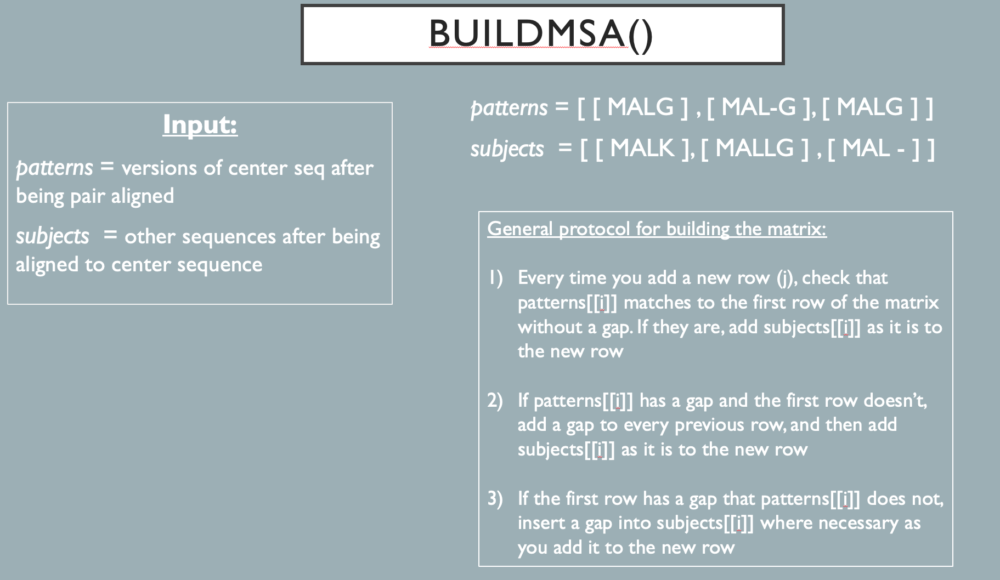 BUILDMSA()
Input:
patterns = versions of center seq after
being pair aligned
subjects = other sequences after being
aligned to center sequence
patterns = [ [ MALG ] , [ MAL-G ], [ MALG ] ]
subjects = [ [ MALK ], [ MALLG ] , [ MAL - ] ]
General protocol for building the matrix:
1) Every time you add a new row (j), check that
patterns[[i]] matches to the first row of the matrix
without a gap. If they are, add subjects[[i]] as it is to
the new row
2) If patterns[[i]] has a gap and the first row doesn’t,
add a gap to every previous row, and then add
subjects[[i]] as it is to the new row
3) If the first row has a gap that patterns[[i]] does not,
insert a gap into subjects[[i]] where necessary as
you add it to the new row